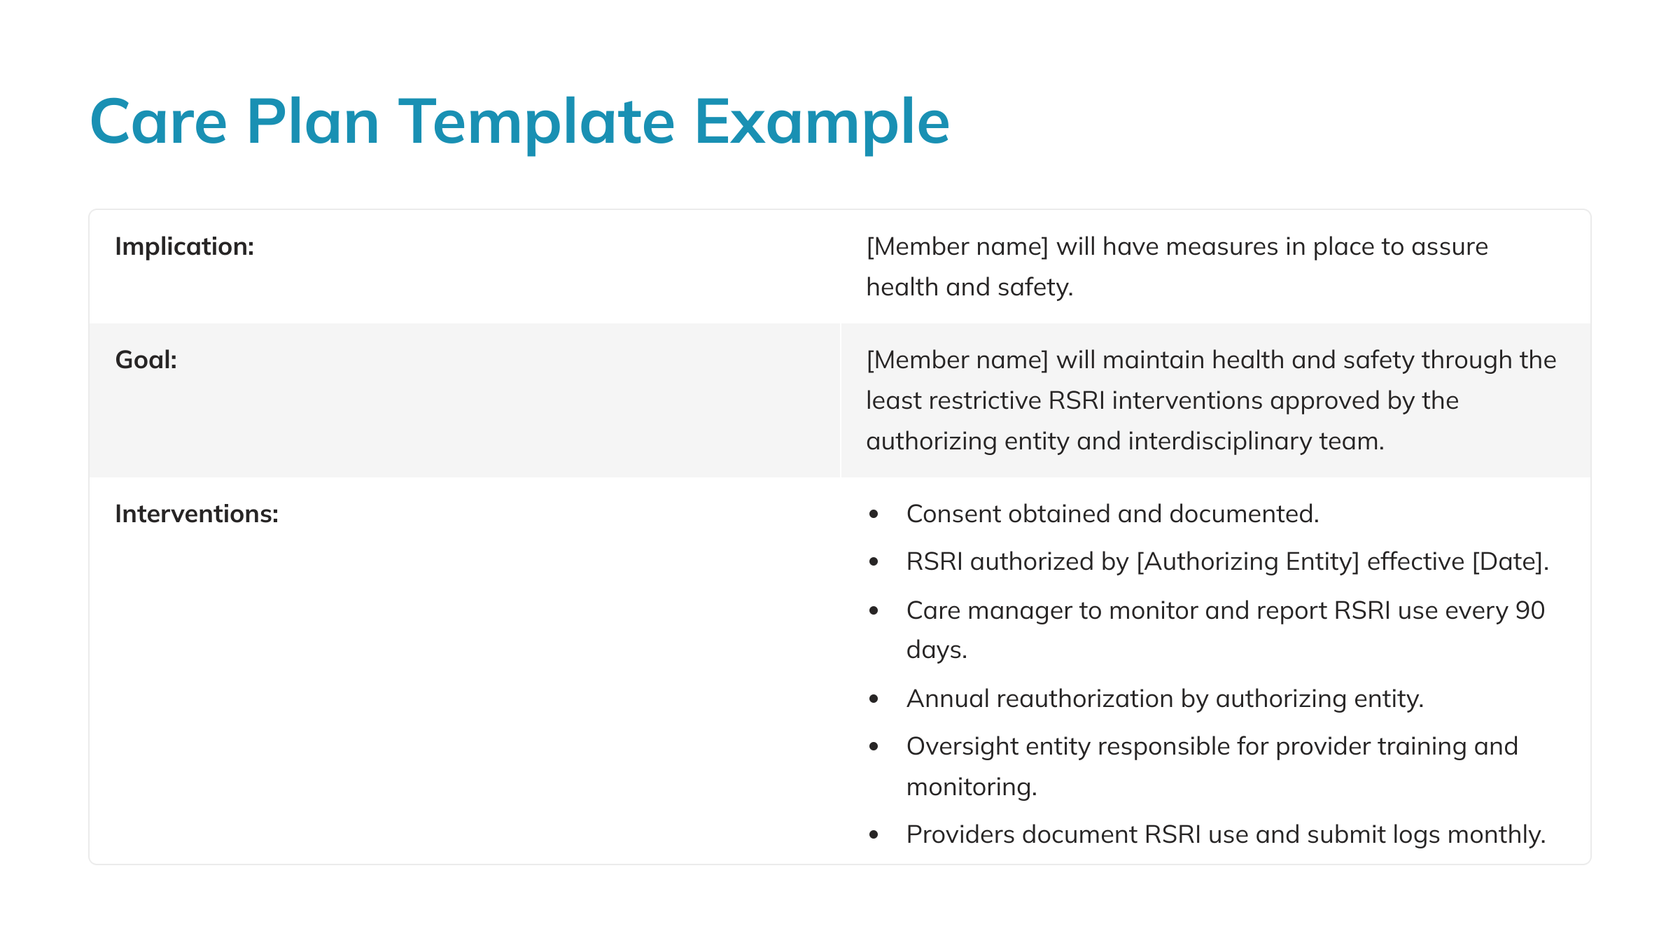 Care Plan Template Example
Implication:
[Member name] will have measures in place to assure
health and safety.
Goal:
[Member name] will maintain health and safety through the
least restrictive RSRI interventions approved by the
authorizing entity and interdisciplinary team.
Interventions:
• Consent obtained and documented.
• RSRI authorized by [Authorizing Entity] effective [Date].
• Care manager to monitor and report RSRI use every 90
days.
• Annual reauthorization by authorizing entity.
• Oversight entity responsible for provider training and
monitoring.
• Providers document RSRI use and submit logs monthly.